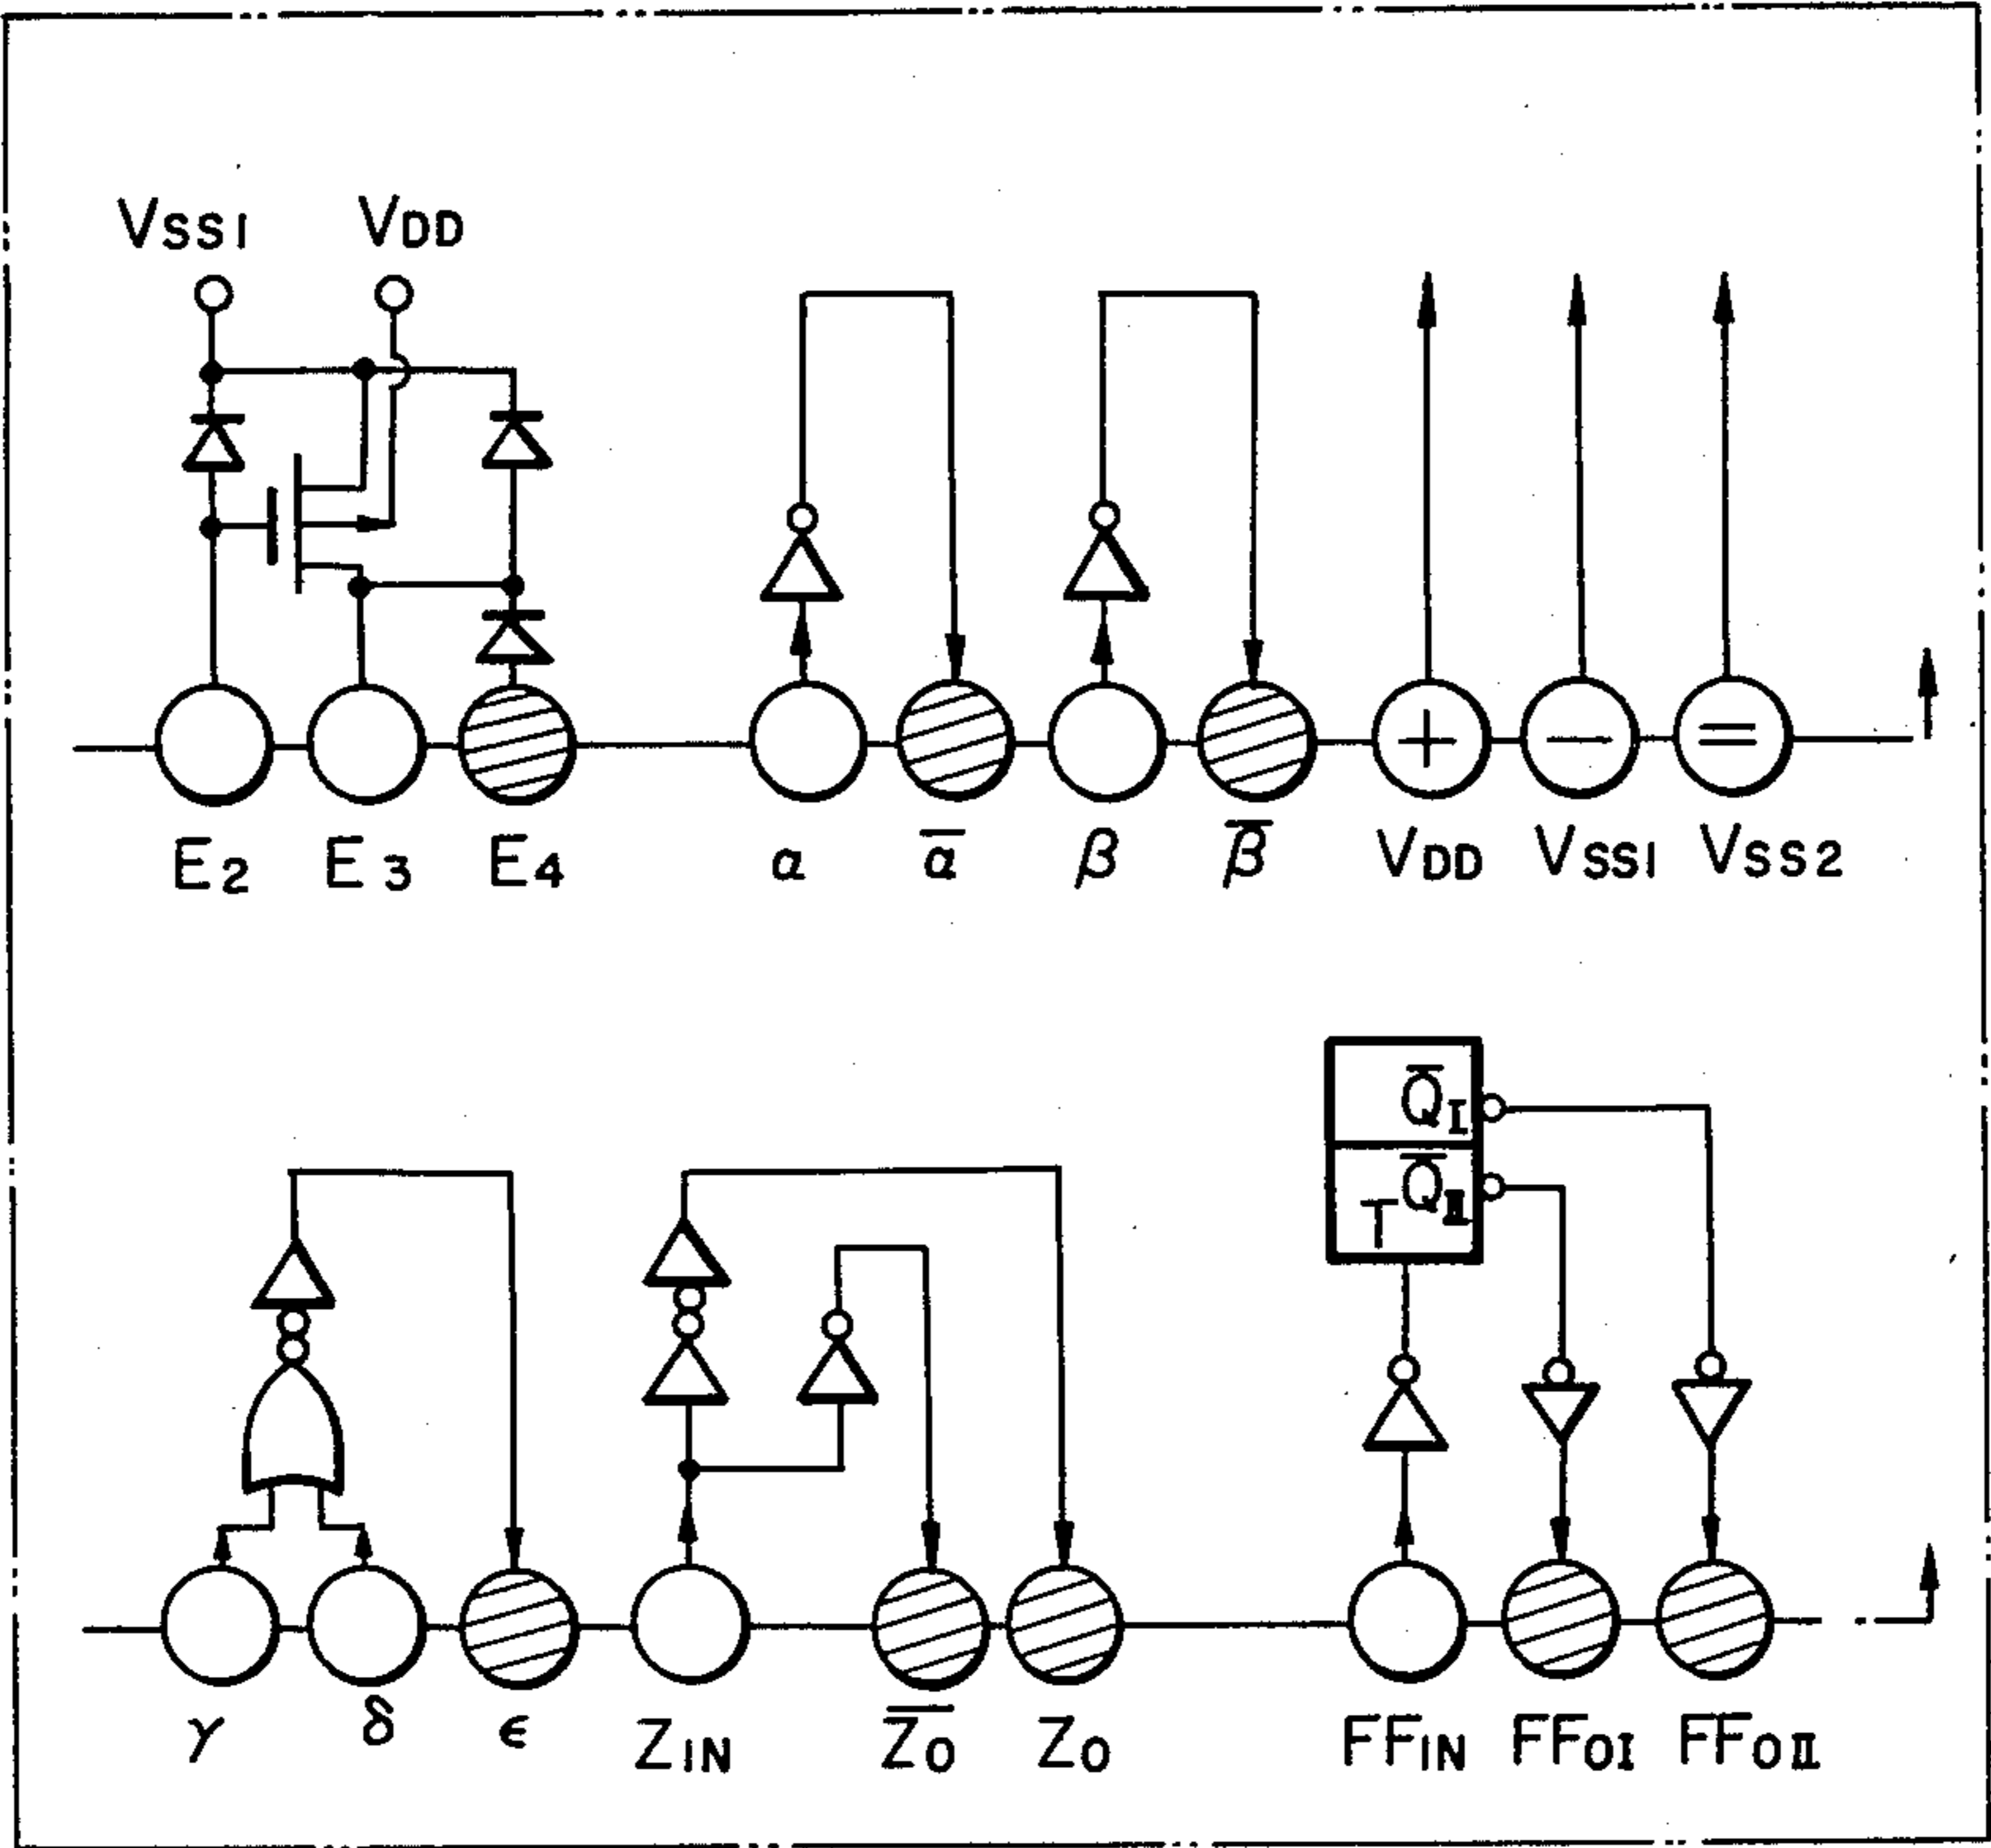 VSS1 VDD
+ − =
E2 E3 E4 α α̅ β β̅ VDD VSS1 VSS2
Q̅I
T Q̅II
γ δ ϵ ZIN Z̅O̅ ZO FFIN FFOI FFOII